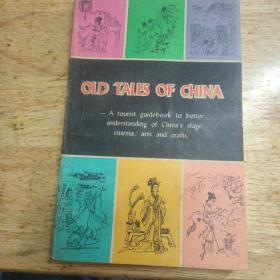 OLD TALES OF CHINA
— A tourist guidebook to better
understanding of China's stage
cinema, arts and crafts.